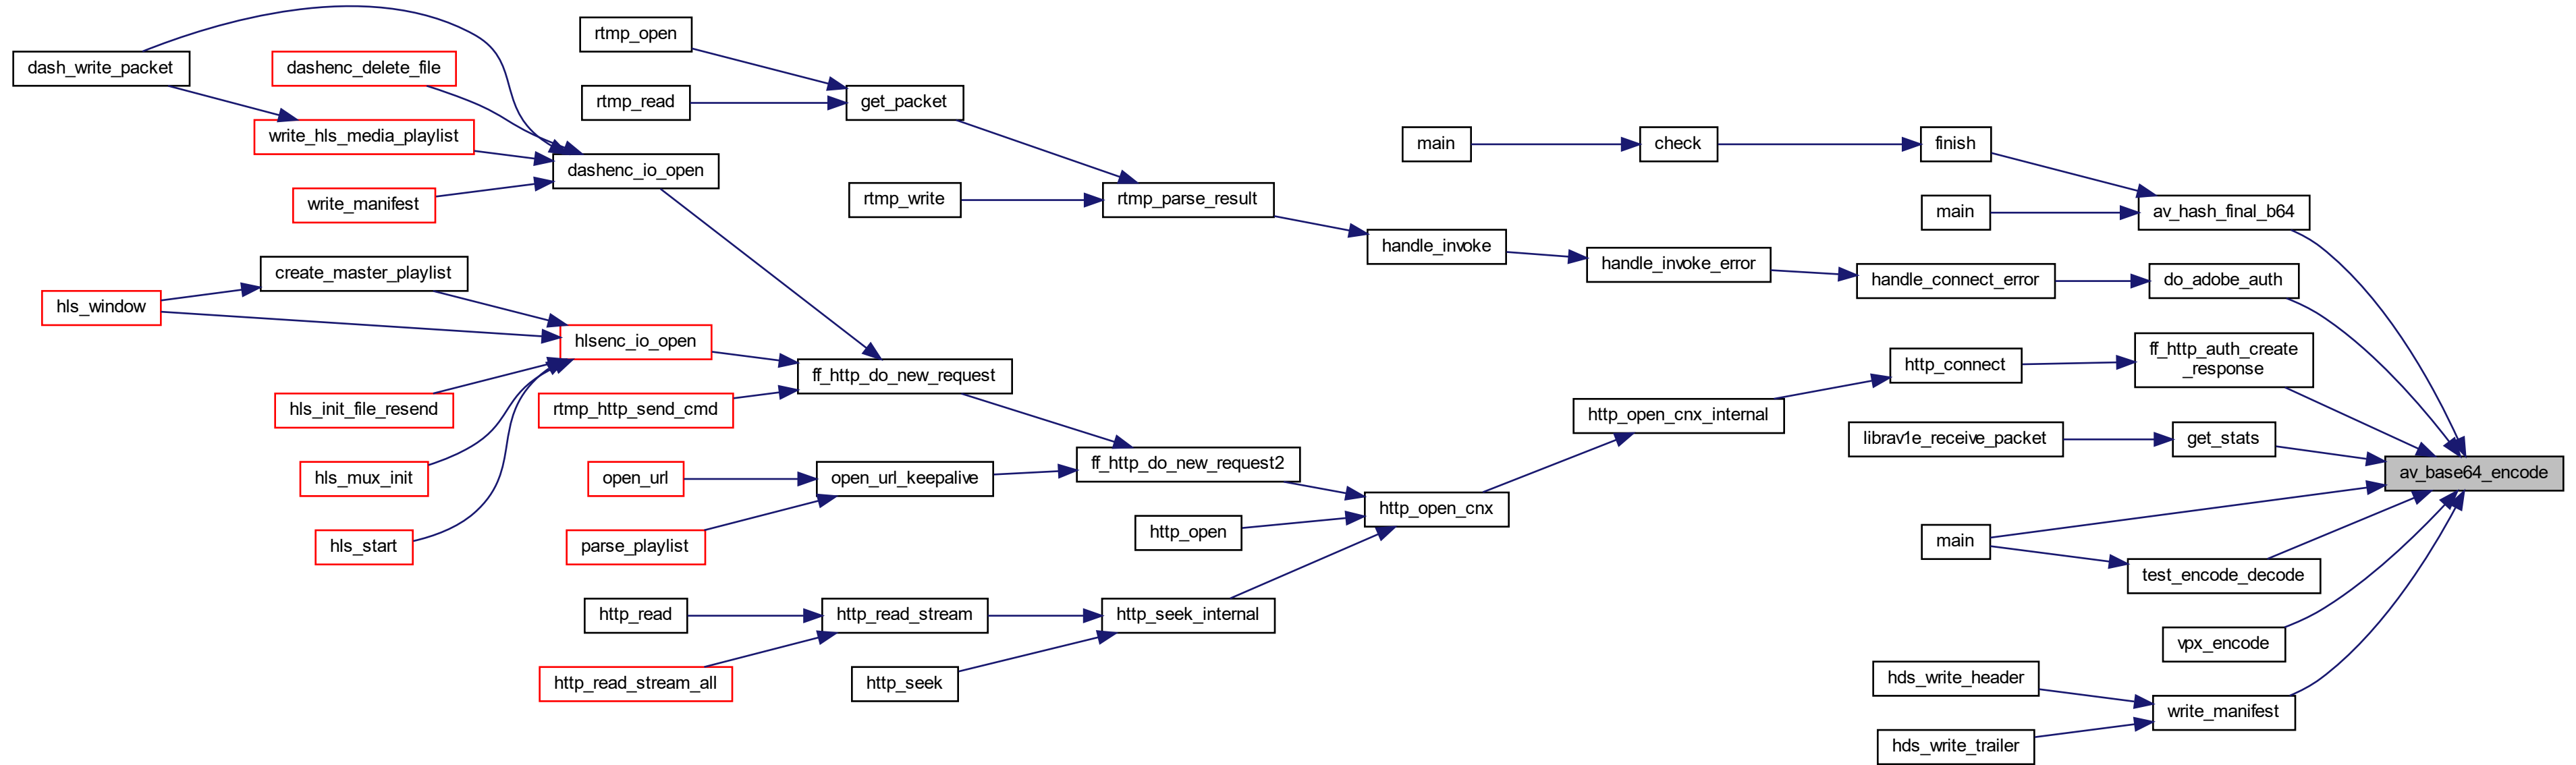 dash_write_packet
dashenc_delete_file
write_hls_media_playlist
write_manifest
dashenc_io_open
rtmp_open
rtmp_read
get_packet
rtmp_write
rtmp_parse_result
handle_invoke
handle_invoke_error
handle_connect_error
do_adobe_auth
main
check
finish
main
av_hash_final_b64
create_master_playlist
hls_window
hlsenc_io_open
hls_init_file_resend
hls_mux_init
hls_start
ff_http_do_new_request
rtmp_http_send_cmd
open_url
open_url_keepalive
parse_playlist
ff_http_do_new_request2
http_open
http_open_cnx
http_open_cnx_internal
http_connect
ff_http_auth_create
_response
librav1e_receive_packet
get_stats
av_base64_encode
main
test_encode_decode
vpx_encode
http_read
http_read_stream
http_seek_internal
http_read_stream_all
http_seek
hds_write_header
write_manifest
hds_write_trailer